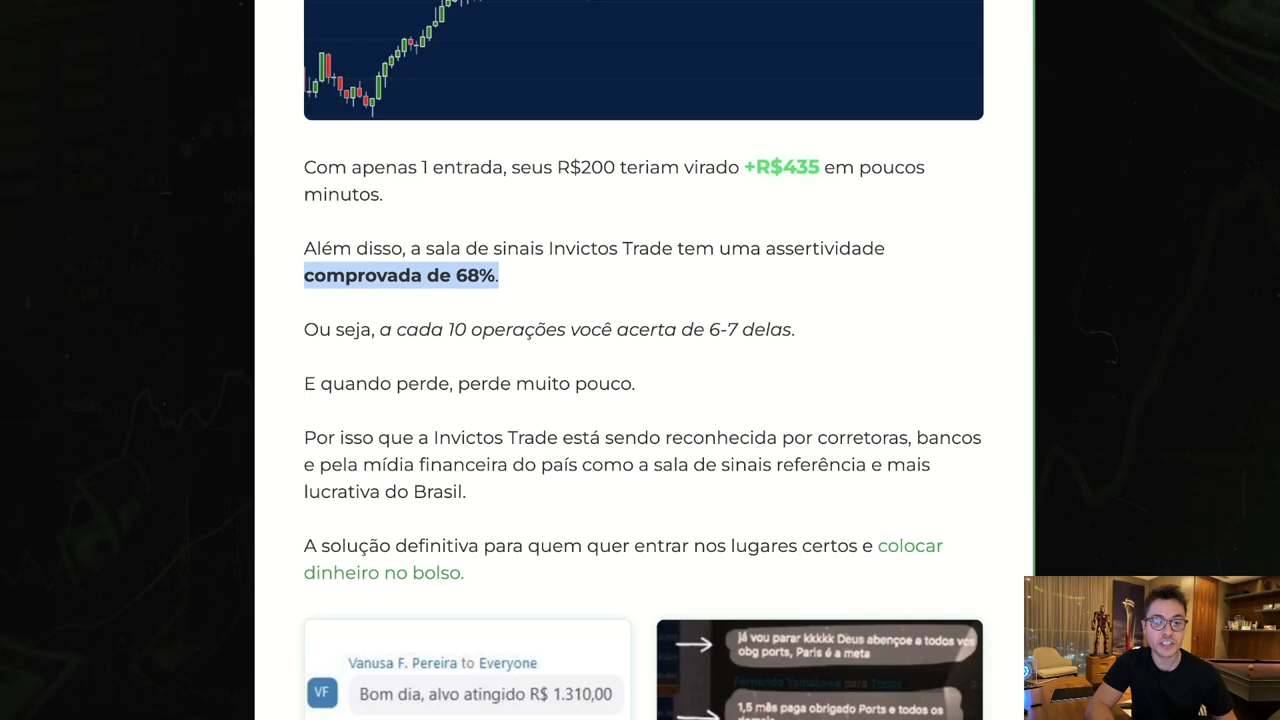 Com apenas 1 entrada, seus R$200 teriam virado +R$435 em poucos
minutos.
Além disso, a sala de sinais Invictos Trade tem uma assertividade
comprovada de 68%.
Ou seja, a cada 10 operações você acerta de 6-7 delas.
E quando perde, perde muito pouco.
Por isso que a Invictos Trade está sendo reconhecida por corretoras, bancos
e pela mídia financeira do país como a sala de sinais referência e mais
lucrativa do Brasil.
A solução definitiva para quem quer entrar nos lugares certos e colocar
dinheiro no bolso.
Vanusa F. Pereira to Everyone
VF
Bom dia, alvo atingido R$ 1.310,00
já vou parar kkkkk Deus abençoe a todos vcs
obg ports, Paris é a meta
Fernando Yamakawa para Todos
1,5 mês paga obrigado Ports e todos os